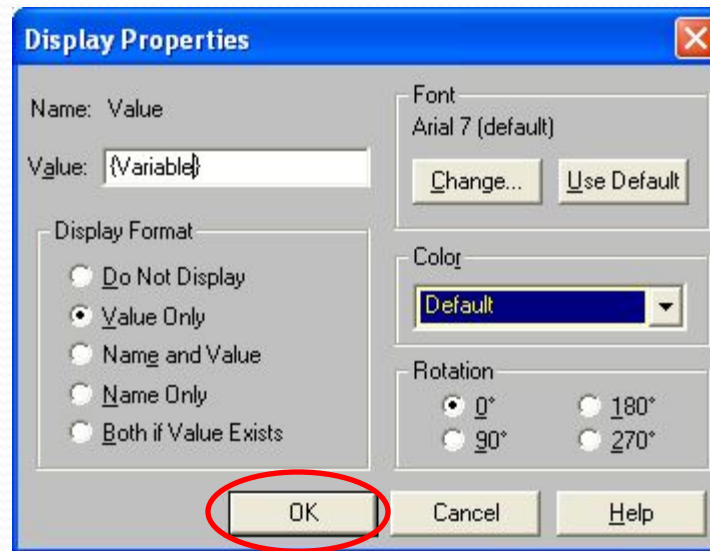 Display Properties
Name: Value
Value: {Variable}
Display Format
Do Not Display
Value Only
Name and Value
Name Only
Both if Value Exists
Font
Arial 7 (default)
Change...
Use Default
Color
Default
Rotation
0°
180°
90°
270°
OK
Cancel
Help